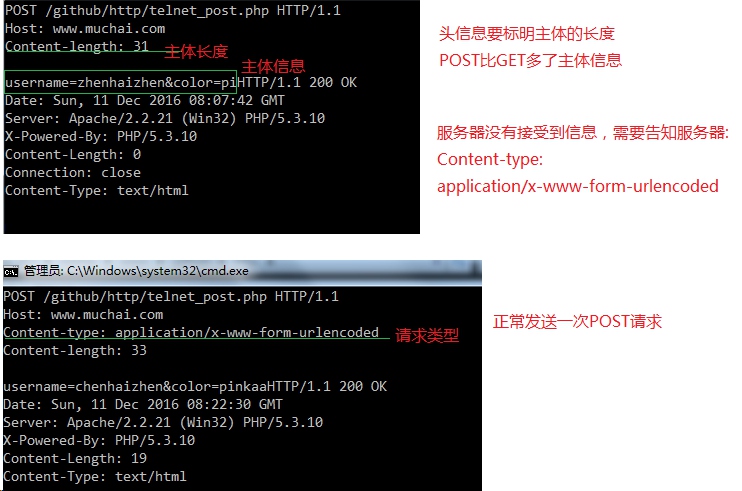 POST /github/http/telnet_post.php HTTP/1.1
Host: www.muchai.com
Content-length: 31
主体长度
主体信息
username=zhenhaizhen&color=piHTTP/1.1 200 OK
Date: Sun, 11 Dec 2016 08:07:42 GMT
Server: Apache/2.2.21 (Win32) PHP/5.3.10
X-Powered-By: PHP/5.3.10
Content-Length: 0
Connection: close
Content-Type: text/html
头信息要标明主体的长度
POST比GET多了主体信息
服务器没有接受到信息，需要告知服务器:
Content-type:
application/x-www-form-urlencoded
管理员: C:\Windows\system32\cmd.exe
POST /github/http/telnet_post.php HTTP/1.1
Host: www.muchai.com
Content-type: application/x-www-form-urlencoded
请求类型
Content-length: 33
username=chenhaizhen&color=pinkaaHTTP/1.1 200 OK
Date: Sun, 11 Dec 2016 08:22:30 GMT
Server: Apache/2.2.21 (Win32) PHP/5.3.10
X-Powered-By: PHP/5.3.10
Content-Length: 19
Content-Type: text/html
正常发送一次POST请求